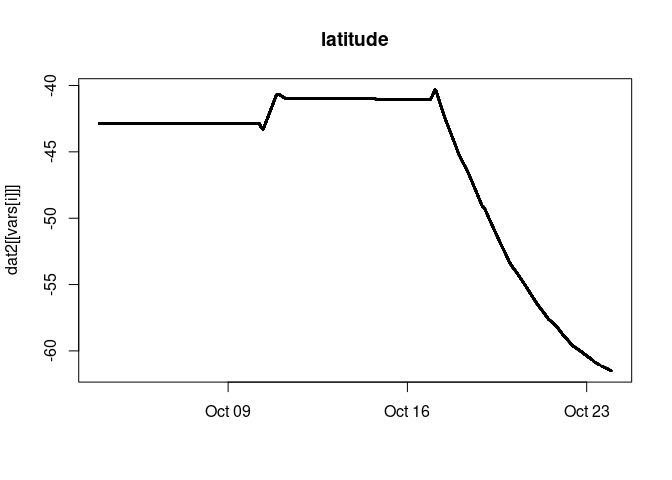 latitude
dat2[[vars[i]]]
-40
-45
-50
-55
-60
Oct 09
Oct 16
Oct 23